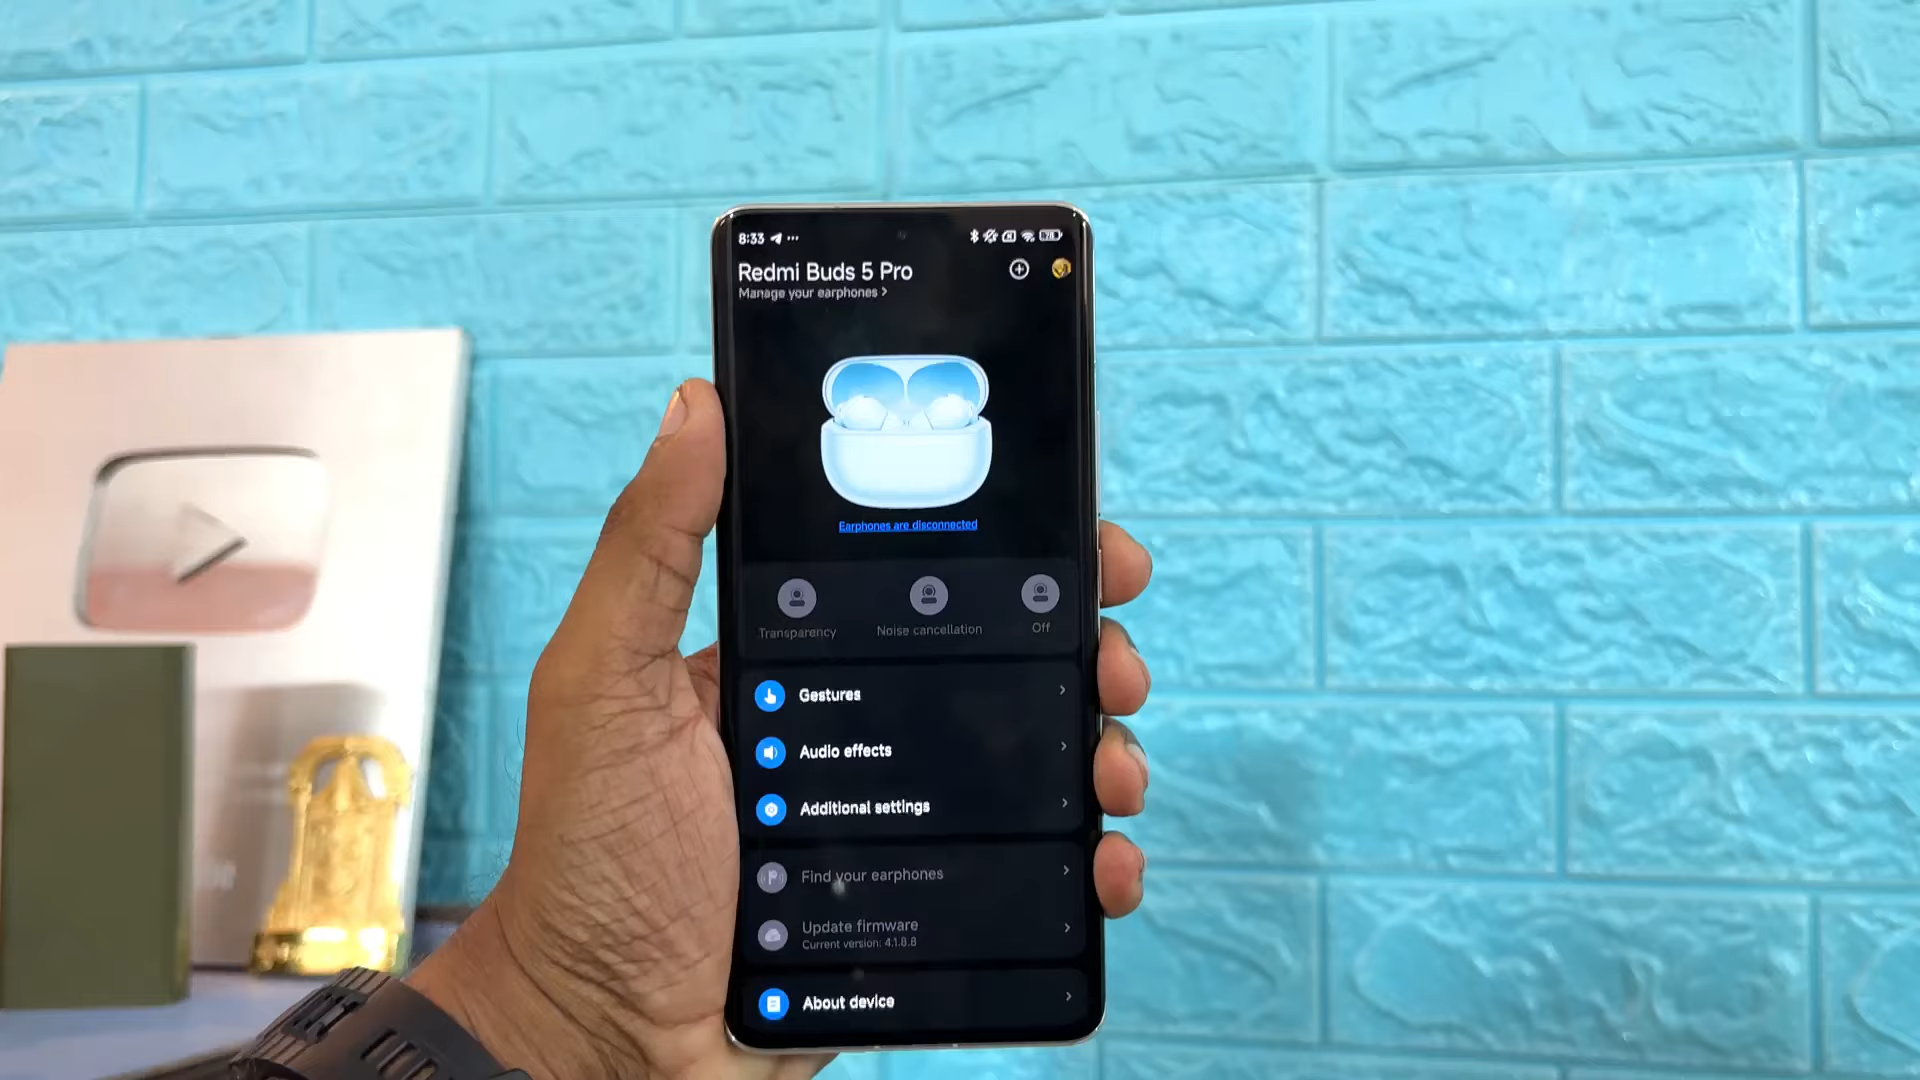 8:33
78
Redmi Buds 5 Pro
Manage your earphones >
Earphones are disconnected
Transparency
Noise cancellation
Off
Gestures
Audio effects
Additional settings
Find your earphones
Update firmware
Current version: 4.1.8.8
About device